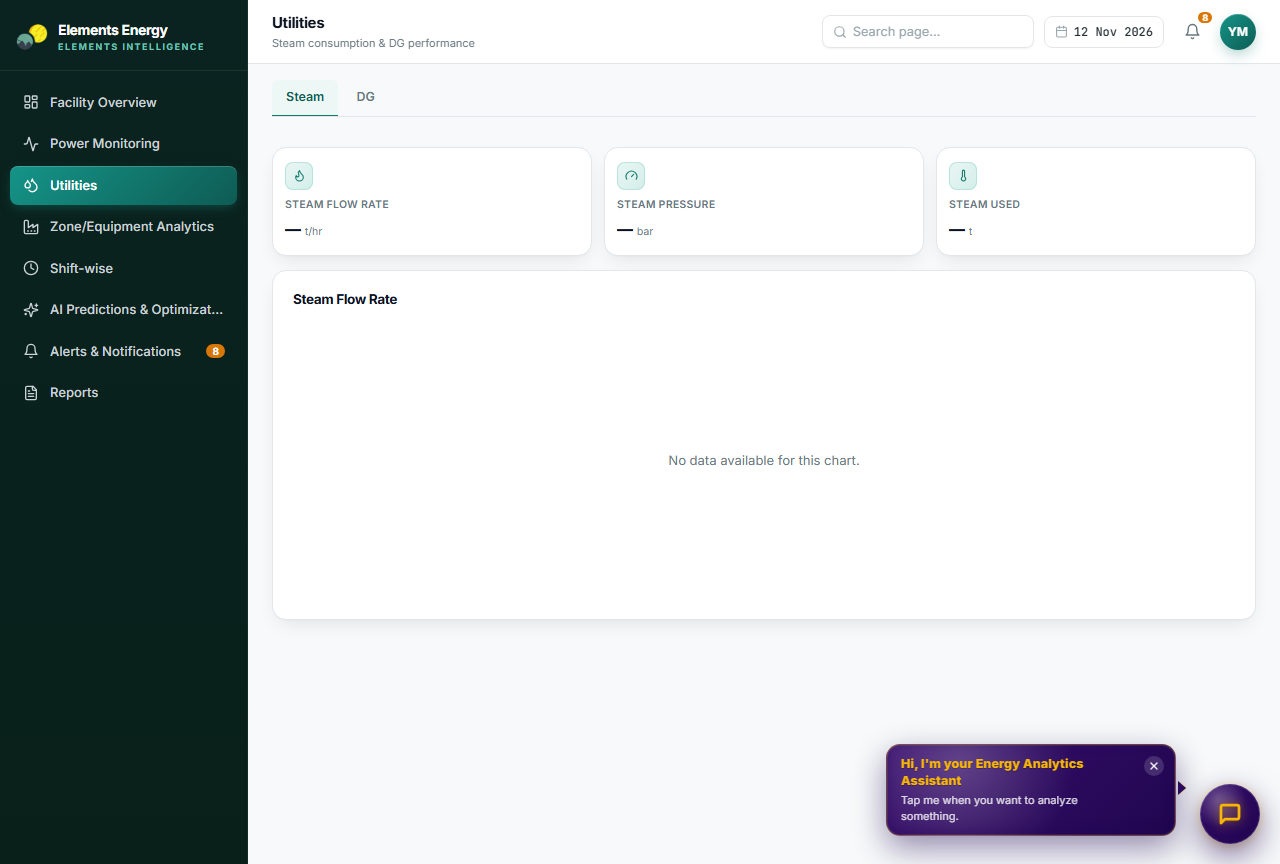 Elements Energy
ELEMENTS INTELLIGENCE
Facility Overview
Power Monitoring
Utilities
Zone/Equipment Analytics
Shift-wise
AI Predictions & Optimizat...
Alerts & Notifications 8
Reports
Utilities
Steam consumption & DG performance
Search page...
12 Nov 2026
8
YM
Steam DG
STEAM FLOW RATE
— t/hr
STEAM PRESSURE
— bar
STEAM USED
— t
Steam Flow Rate
No data available for this chart.
Hi, I'm your Energy Analytics
Assistant
Tap me when you want to analyze
something.